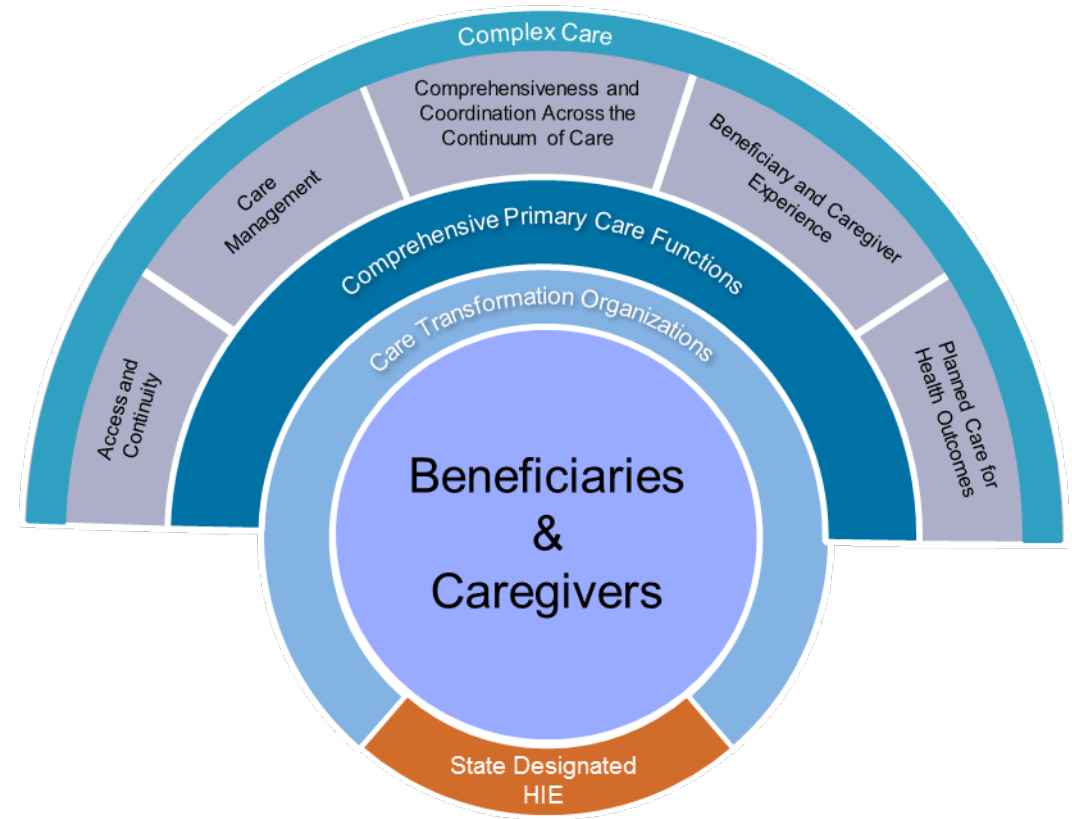 Complex Care
Comprehensiveness and
Coordination Across the
Continuum of Care
Care
Management
Beneficiary and Caregiver
Experience
Access and
Continuity
Planned Care for
Health Outcomes
Comprehensive Primary Care Functions
Care Transformation Organizations
Beneficiaries
&
Caregivers
State Designated
HIE